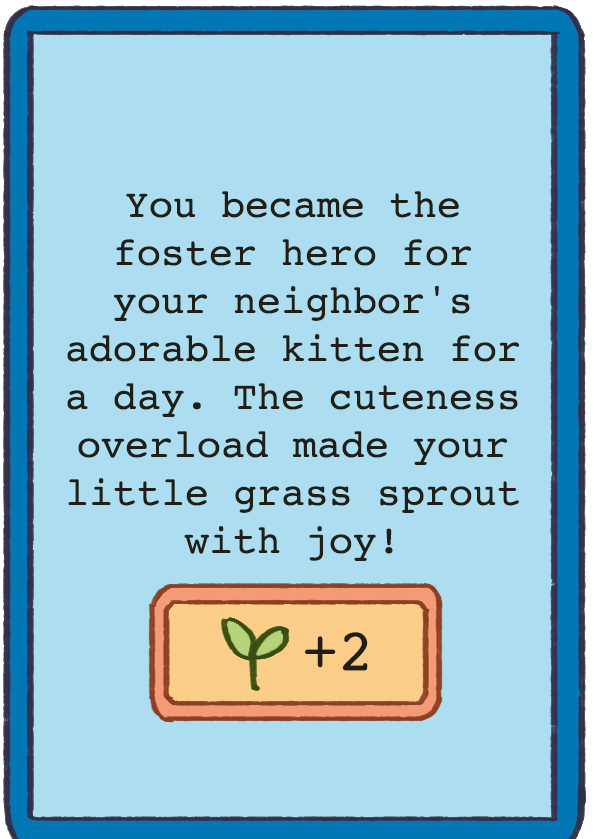 You became the
foster hero for
your neighbor's
adorable kitten for
a day. The cuteness
overload made your
little grass sprout
with joy!
+2